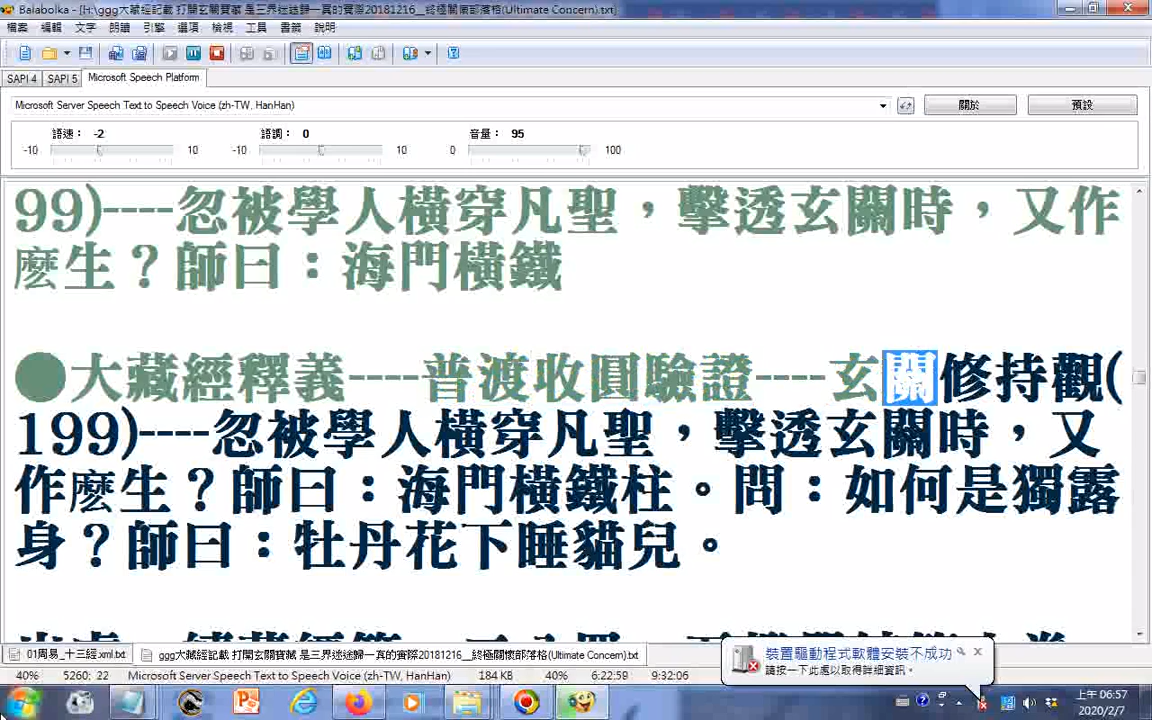 Balabolka - [H:\ggg大藏經記載 打開玄關寶藏 是三界迷途歸一真的實際20181216__終極關懷部落格(Ultimate Concern).txt]
檔案 編輯 文字 朗讀 引擎 選項 檢視 工具 書籤 說明
SAPI 4 SAPI 5 Microsoft Speech Platform
Microsoft Server Speech Text to Speech Voice (zh-TW, HanHan)
關於 預設
語速： -2 語調： 0 音量： 95
-10 10 -10 10 0 100
99)----忽被學人橫穿凡聖，擊透玄關時，又作
麽生？師曰：海門橫鐵
●大藏經釋義----普渡收圓驗證----玄關修持觀(
199)----忽被學人橫穿凡聖，擊透玄關時，又
作麽生？師曰：海門橫鐵柱。問：如何是獨露
身？師曰：牡丹花下睡貓兒。
01周易_十三經.xml.txt ggg大藏經記載 打開玄關寶藏 是三界迷途歸一真的實際20181216__終極關懷部落格(Ultimate Concern).txt
裝置驅動程式軟體安裝不成功
請按一下此處以取得詳細資訊。
40% 5260; 22 Microsoft Server Speech Text to Speech Voice (zh-TW, HanHan) 184 KB 40% 6:22:59 9:32:06
上午 06:57
2020/2/7